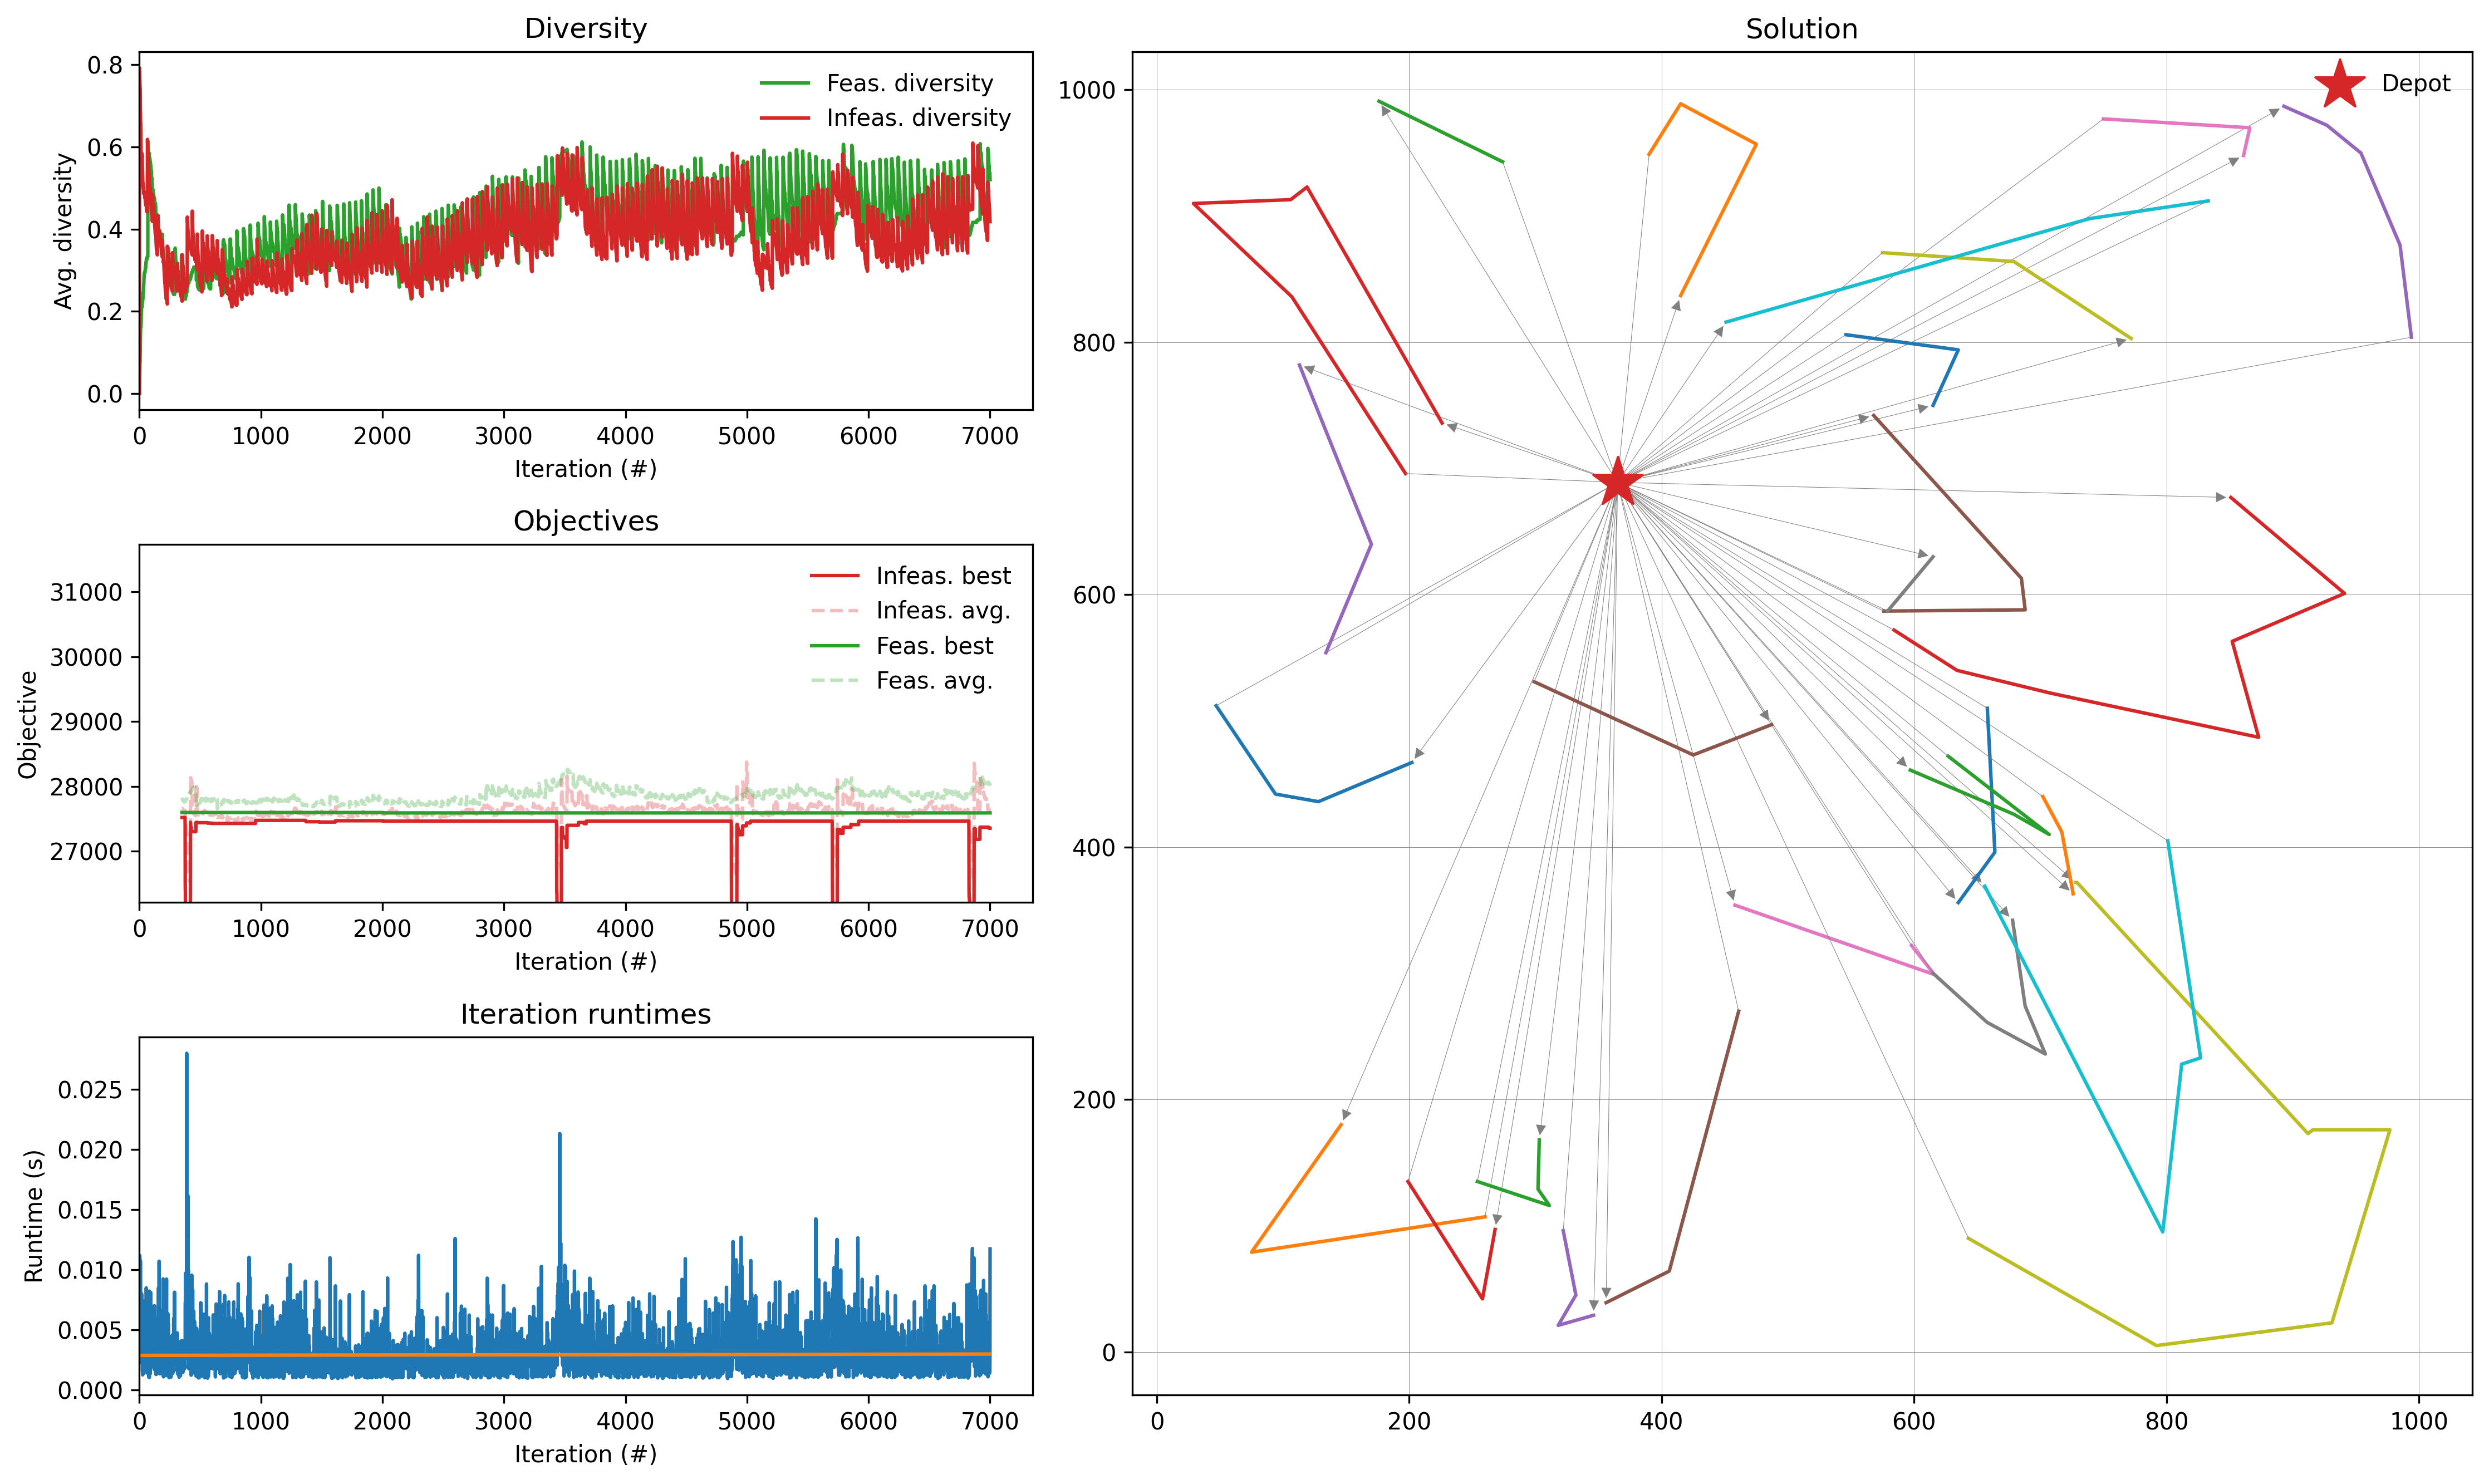 Diversity
Avg. diversity
0.8
0.6
0.4
0.2
0.0
Feas. diversity
Infeas. diversity
0 1000 2000 3000 4000 5000 6000 7000
Iteration (#)
Objectives
Objective
31000
30000
29000
28000
27000
Infeas. best
Infeas. avg.
Feas. best
Feas. avg.
0 1000 2000 3000 4000 5000 6000 7000
Iteration (#)
Iteration runtimes
Runtime (s)
0.025
0.020
0.015
0.010
0.005
0.000
0 1000 2000 3000 4000 5000 6000 7000
Iteration (#)
Solution
Depot
1000
800
600
400
200
0
0 200 400 600 800 1000